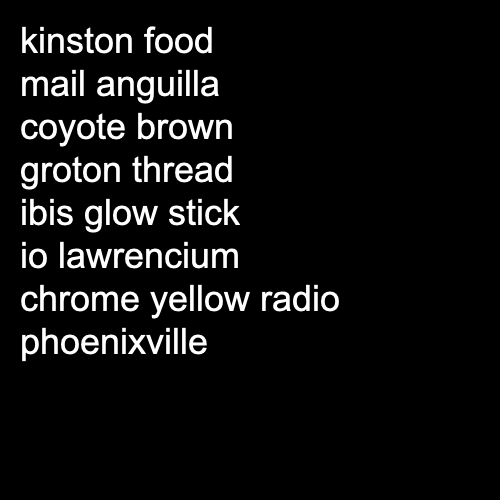 kinston food
mail anguilla
coyote brown
groton thread
ibis glow stick
io lawrencium
chrome yellow radio
phoenixville